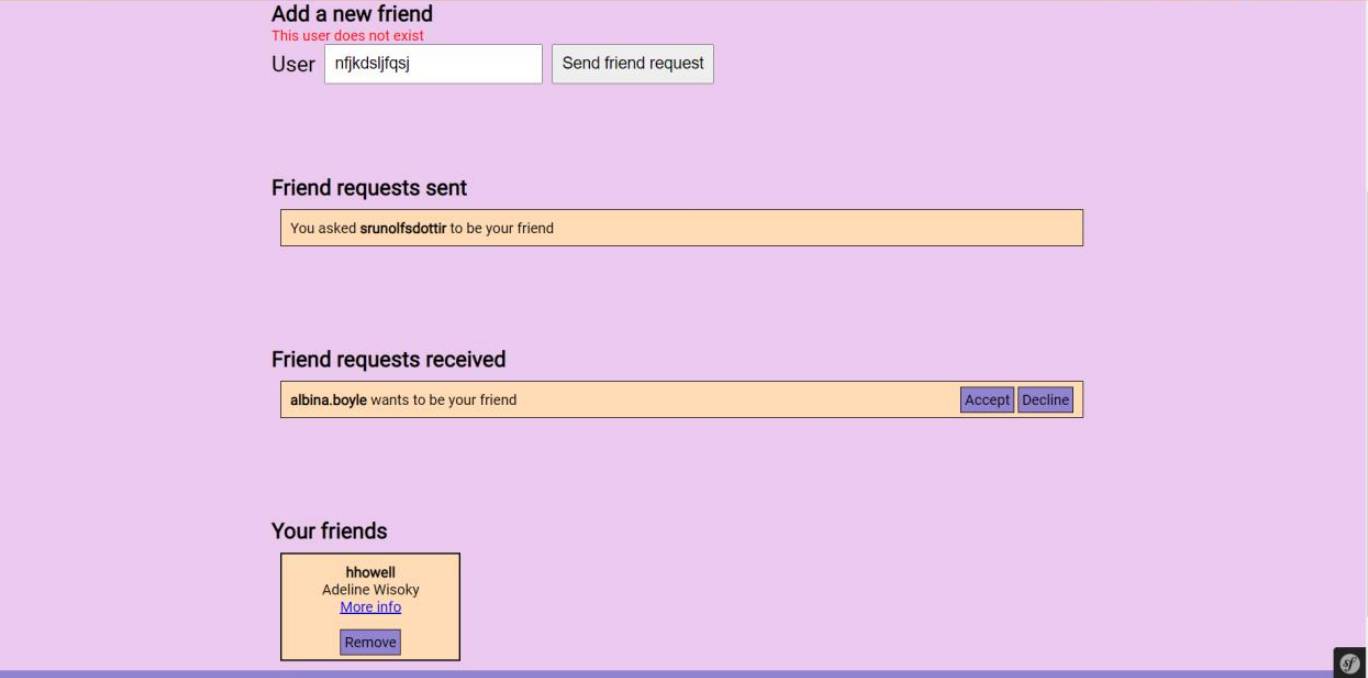 Add a new friend
This user does not exist
User nfjkdsljfqsj Send friend request
Friend requests sent
You asked srunolfsdottir to be your friend
Friend requests received
albina.boyle wants to be your friend Accept Decline
Your friends
hhowell
Adeline Wisoky
More info
Remove
sf